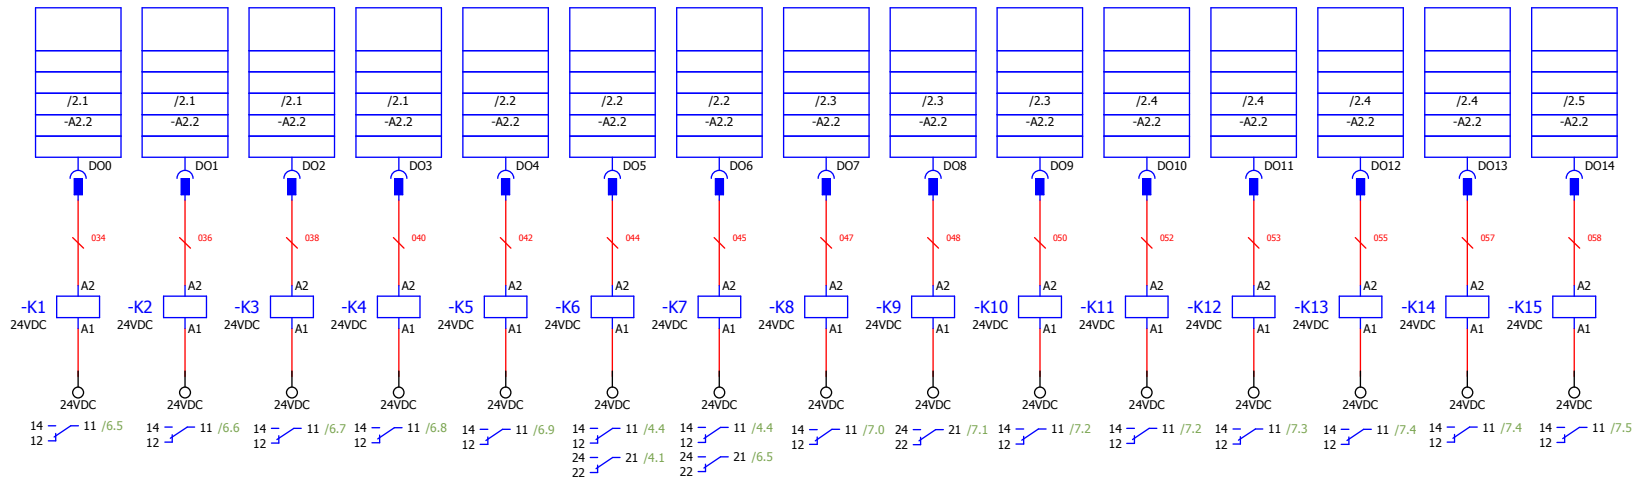 /2.1 /2.1 /2.1 /2.1 /2.2 /2.2 /2.2 /2.3 /2.3 /2.3 /2.4 /2.4 /2.4 /2.4 /2.5
-A2.2 -A2.2 -A2.2 -A2.2 -A2.2 -A2.2 -A2.2 -A2.2 -A2.2 -A2.2 -A2.2 -A2.2 -A2.2 -A2.2 -A2.2
DO0 DO1 DO2 DO3 DO4 DO5 DO6 DO7 DO8 DO9 DO10 DO11 DO12 DO13 DO14
034 036 038 040 042 044 045 047 048 050 052 053 055 057 058
A2 A2 A2 A2 A2 A2 A2 A2 A2 A2 A2 A2 A2 A2 A2
-K1 -K2 -K3 -K4 -K5 -K6 -K7 -K8 -K9 -K10 -K11 -K12 -K13 -K14 -K15
24VDC 24VDC 24VDC 24VDC 24VDC 24VDC 24VDC 24VDC 24VDC 24VDC 24VDC 24VDC 24VDC 24VDC 24VDC
A1 A1 A1 A1 A1 A1 A1 A1 A1 A1 A1 A1 A1 A1 A1
24VDC 24VDC 24VDC 24VDC 24VDC 24VDC 24VDC 24VDC 24VDC 24VDC 24VDC 24VDC 24VDC 24VDC 24VDC
14 11 /6.5 14 11 /6.6 14 11 /6.7 14 11 /6.8 14 11 /6.9 14 11 /4.4 14 11 /4.4 14 11 /7.0 24 21 /7.1 14 11 /7.2 14 11 /7.2 14 11 /7.3 14 11 /7.4 14 11 /7.4 14 11 /7.5
12 12 12 12 12 12 12 12 22 12 12 12 12 12 12
24 21 /4.1 24 21 /6.5
22 22